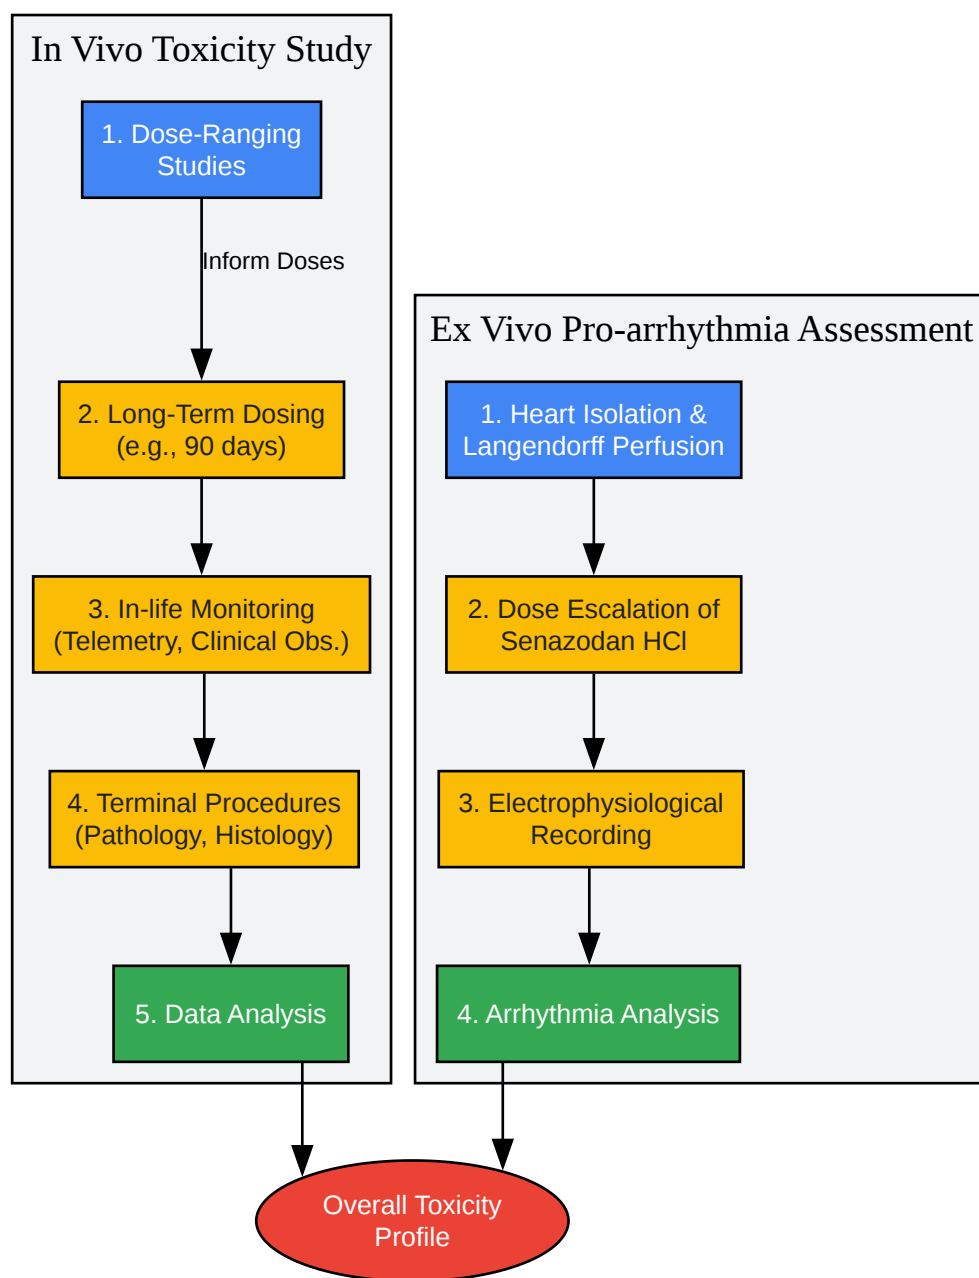 In Vivo Toxicity Study
1. Dose-Ranging
Studies
Inform Doses
2. Long-Term Dosing
(e.g., 90 days)
3. In-life Monitoring
(Telemetry, Clinical Obs.)
4. Terminal Procedures
(Pathology, Histology)
5. Data Analysis
Ex Vivo Pro-arrhythmia Assessment
1. Heart Isolation &
Langendorff Perfusion
2. Dose Escalation of
Senazodan HCl
3. Electrophysiological
Recording
4. Arrhythmia Analysis
Overall Toxicity
Profile